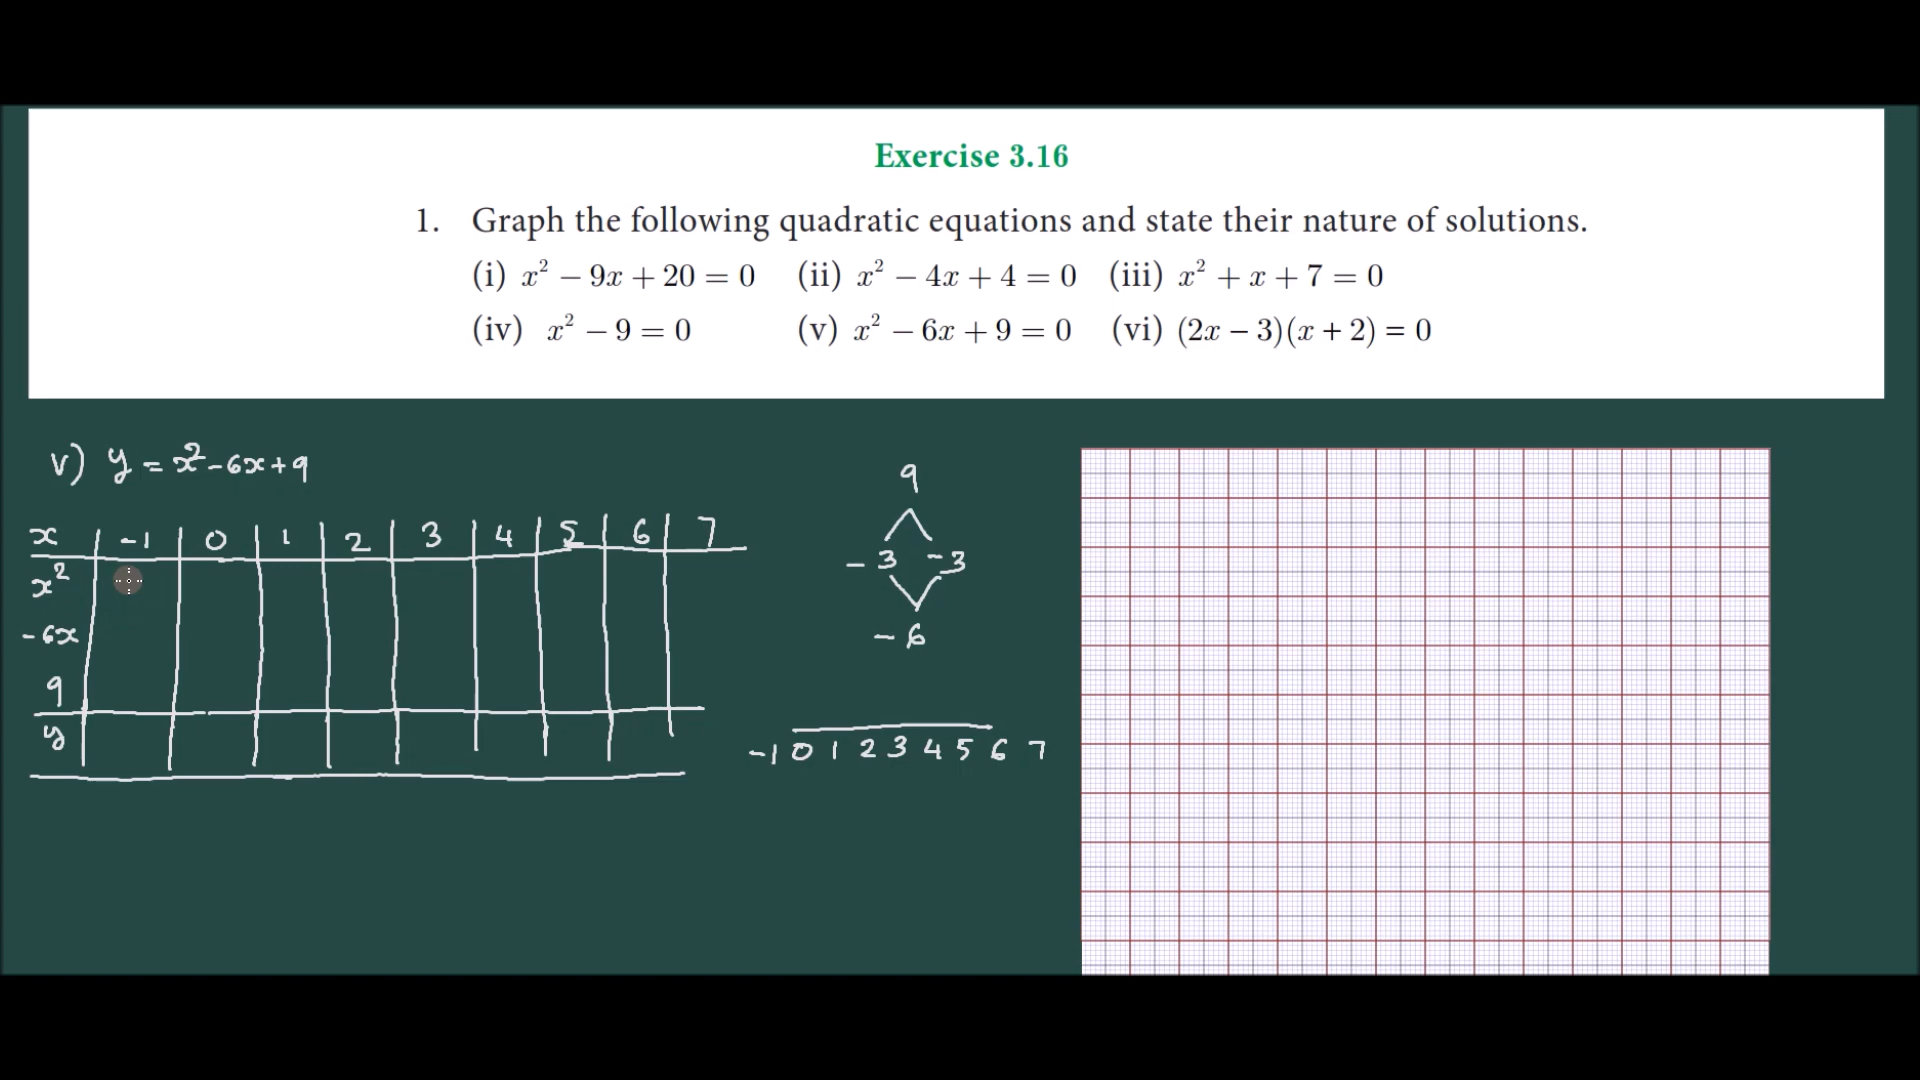 Exercise 3.16
1. Graph the following quadratic equations and state their nature of solutions.
(i) x² − 9x + 20 = 0 (ii) x² − 4x + 4 = 0 (iii) x² + x + 7 = 0
(iv) x² − 9 = 0 (v) x² − 6x + 9 = 0 (vi) (2x − 3)(x + 2) = 0
v) y = x² - 6x + 9
x -1 0 1 2 3 4 5 6 7
x²
-6x
9
y
9
-3 -3
-6
-1 0 1 2 3 4 5 6 7